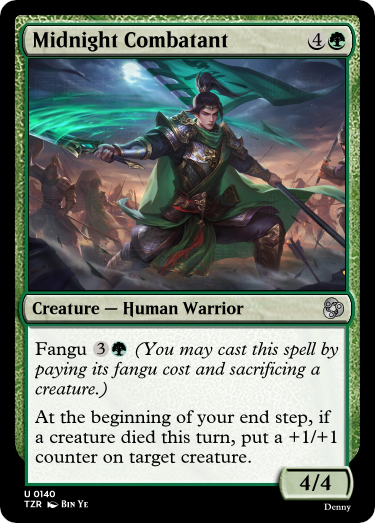 Midnight Combatant 4
Creature — Human Warrior
Fangu 3 (You may cast this spell by
paying its fangu cost and sacrificing a
creature.)
At the beginning of your end step, if
a creature died this turn, put a +1/+1
counter on target creature.
4/4
U 0140
TZR Bin Ye
Denny